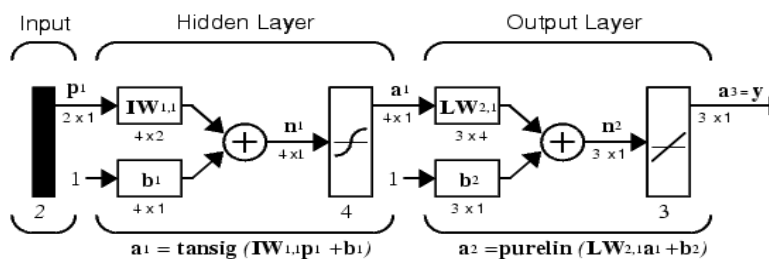 Input Hidden Layer Output Layer
p1 a1 a3 = y
IW1,1 LW2,1
2 x 1 n1 4 x 1 n2 3 x 1
4 x 2 3 x 4
4 x 1 3 x 1
1 b1 1 b2
2 4 x 1 4 3 x 1 3
a1 = tansig (IW1,1p1 +b1) a2 =purelin (LW2,1a1+b2)